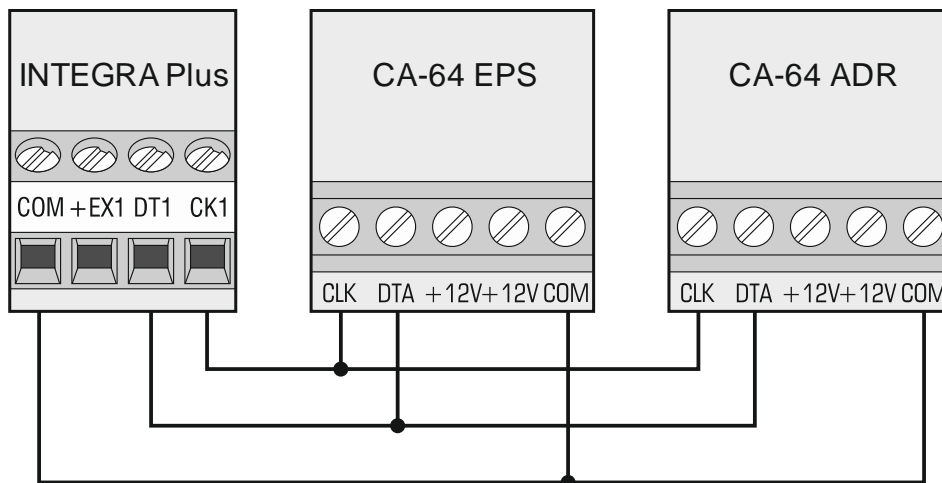 INTEGRA Plus
CA-64 EPS
CA-64 ADR
COM +EX1 DT1 CK1
CLK DTA +12V +12V COM
CLK DTA +12V +12V COM